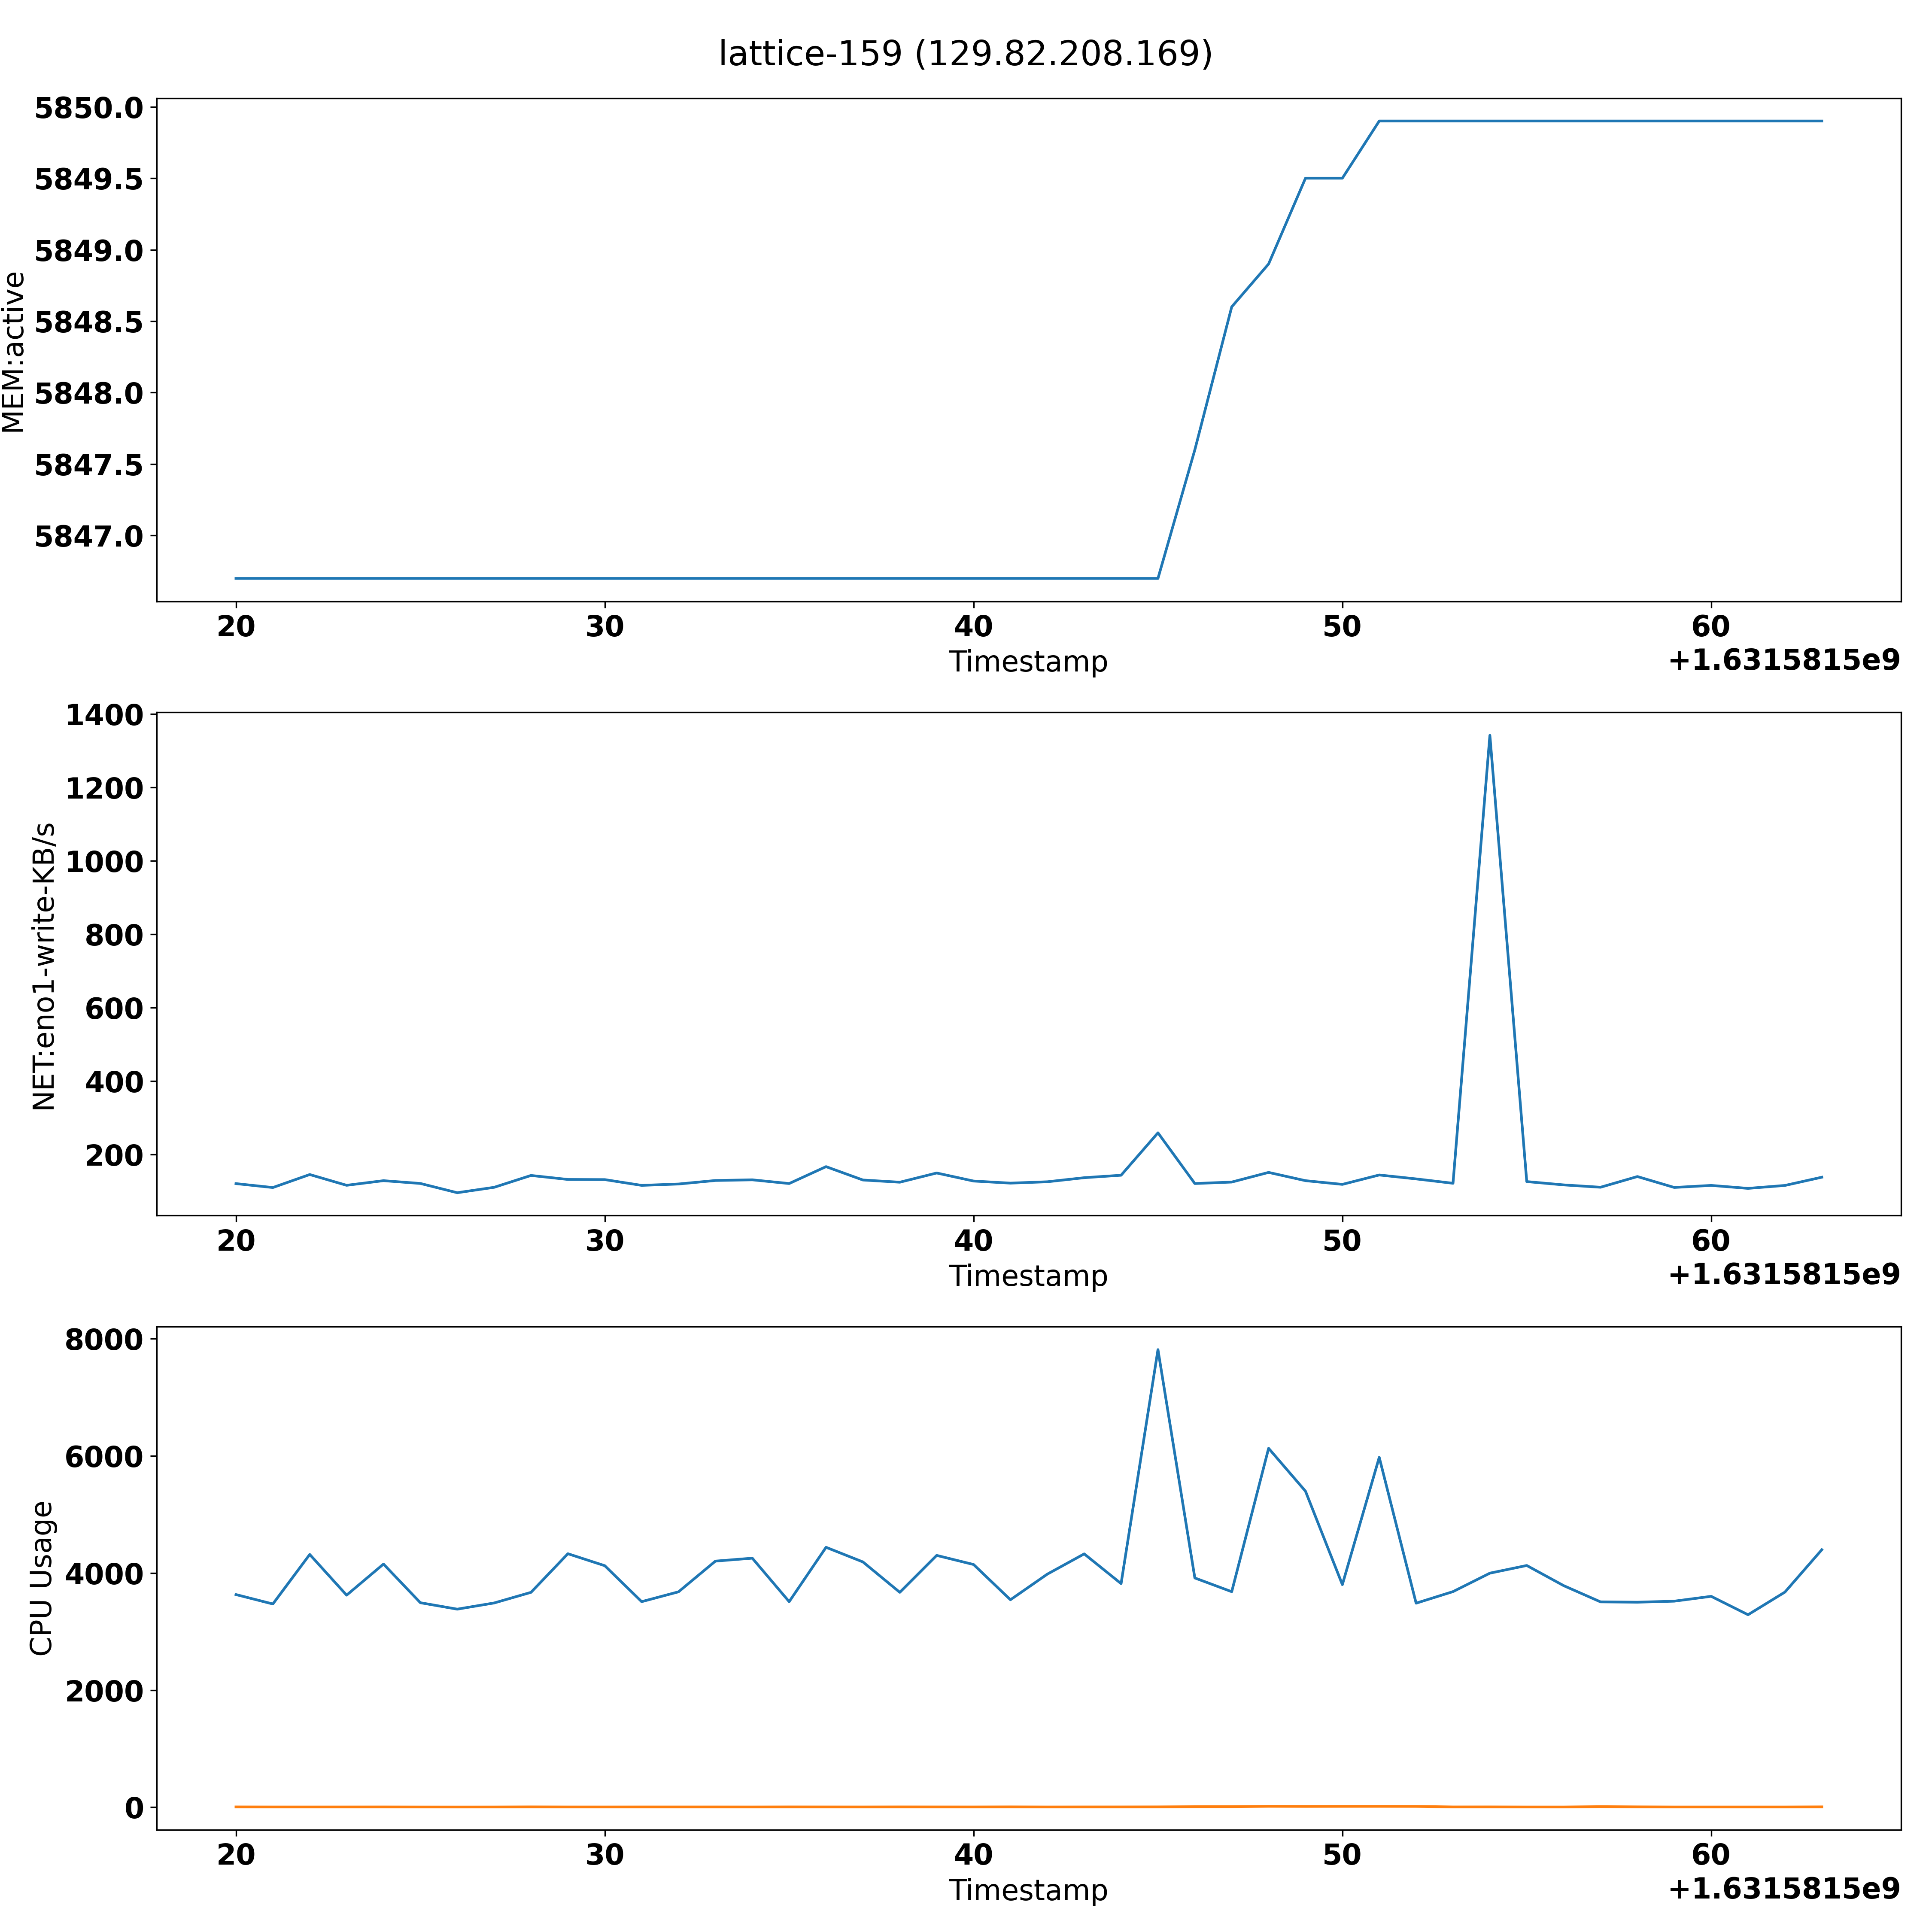 lattice-159 (129.82.208.169)
MEM:active
5850.0
5849.5
5849.0
5848.5
5848.0
5847.5
5847.0
20 30 40 50 60
Timestamp
+1.6315815e9
NET:eno1-write-KB/s
1400
1200
1000
800
600
400
200
20 30 40 50 60
Timestamp
+1.6315815e9
CPU Usage
8000
6000
4000
2000
0
20 30 40 50 60
Timestamp
+1.6315815e9